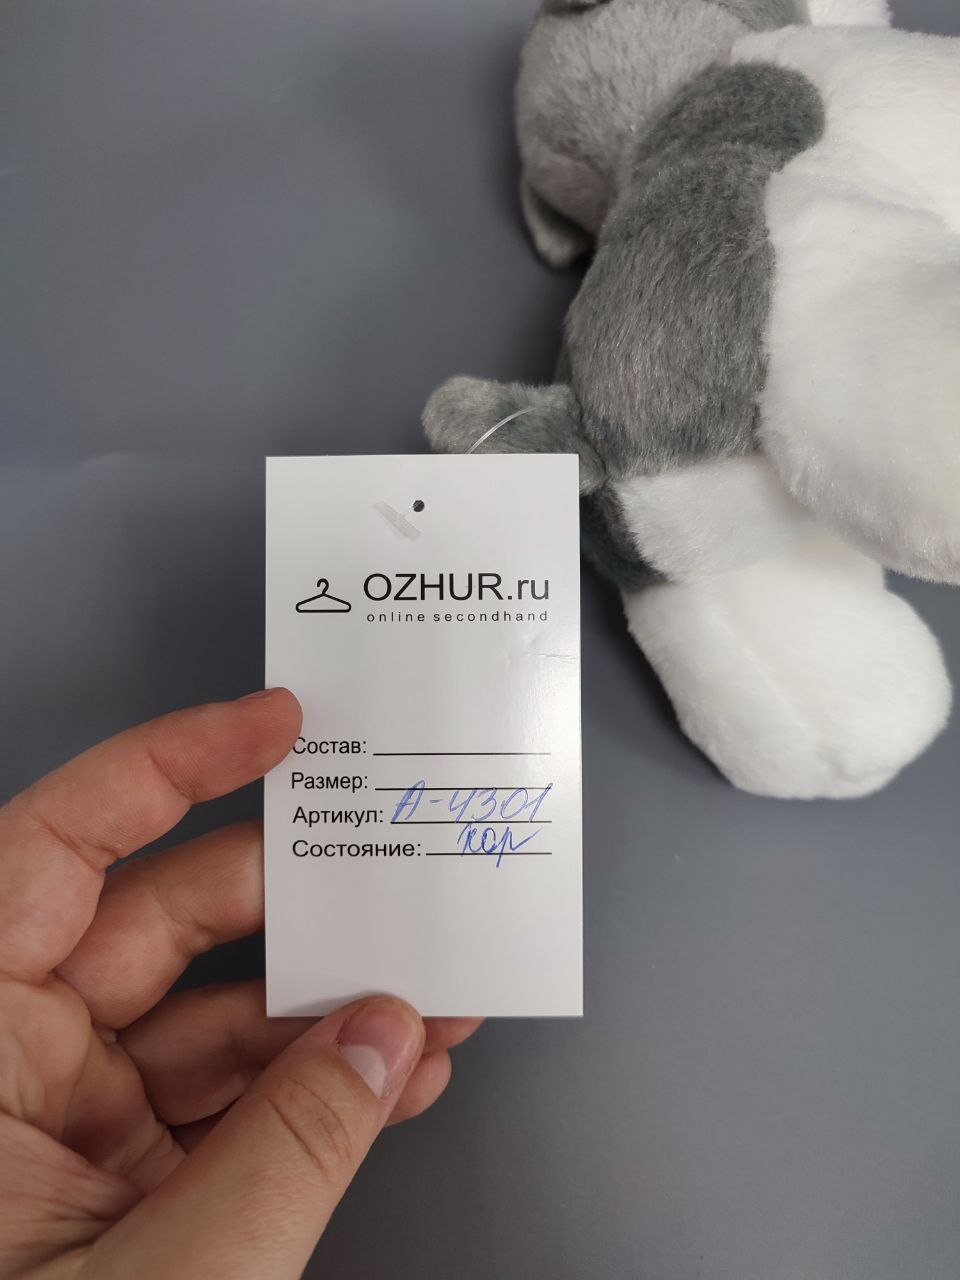 OZHUR.ru
online secondhand
Состав:
Размер:
Артикул: А-4301
Состояние: хор